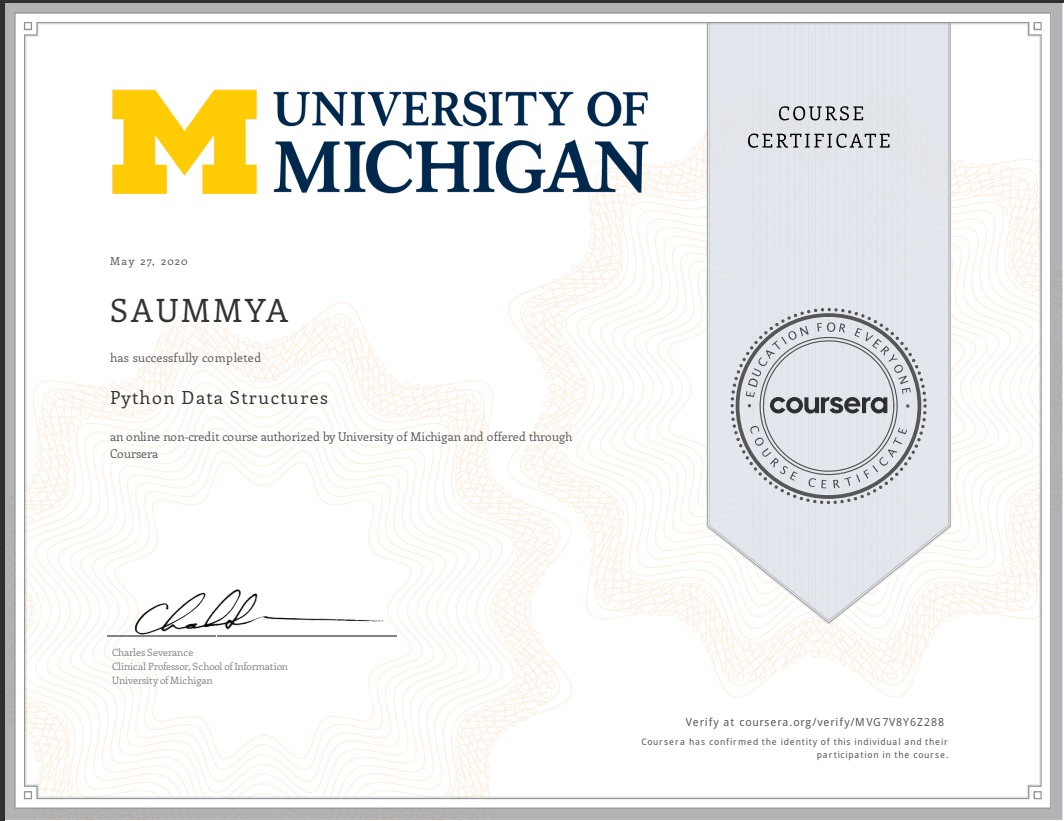 UNIVERSITY OF
MICHIGAN
COURSE
CERTIFICATE
May 27, 2020
SAUMMYA
has successfully completed
Python Data Structures
an online non-credit course authorized by University of Michigan and offered through
Coursera
EDUCATION FOR EVERYONE
coursera
COURSE CERTIFICATE
Charles Severance
Clinical Professor, School of Information
University of Michigan
Verify at coursera.org/verify/MVG7V8Y6Z288
Coursera has confirmed the identity of this individual and their
participation in the course.